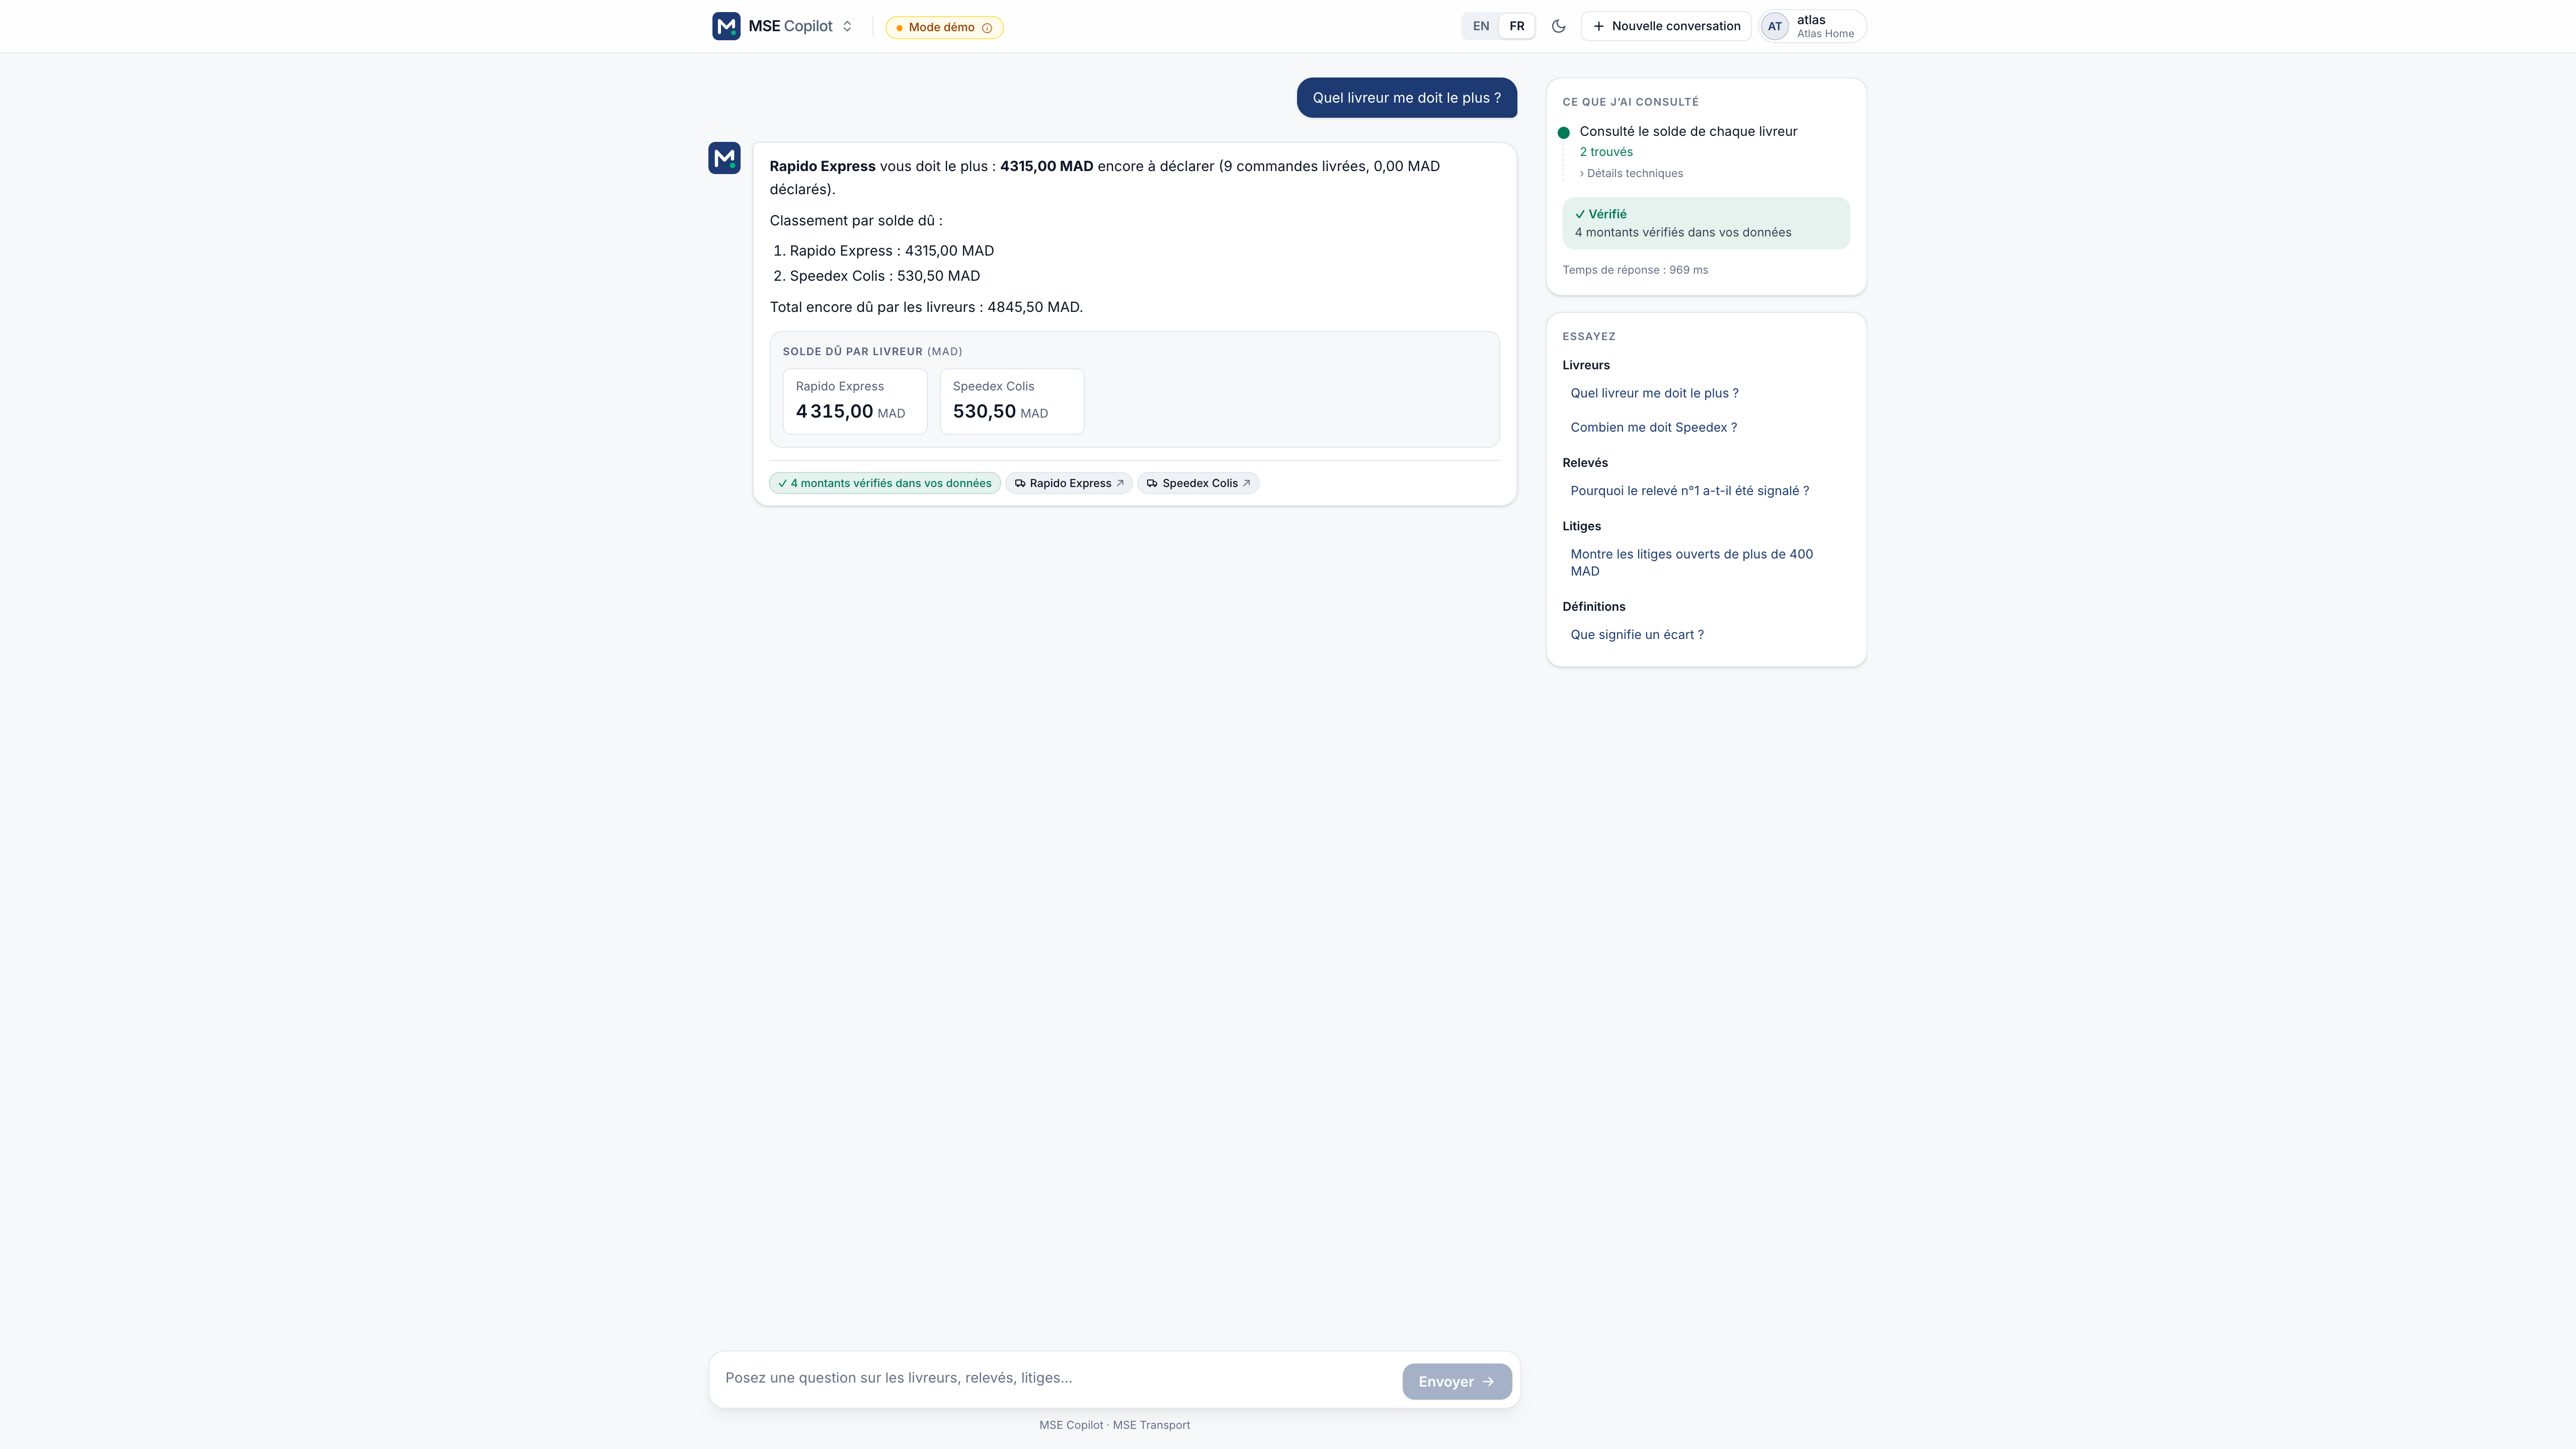 MSE Copilot
Mode démo
EN FR
Nouvelle conversation
AT
atlas
Atlas Home
Quel livreur me doit le plus ?
Rapido Express vous doit le plus : 4315,00 MAD encore à déclarer (9 commandes livrées, 0,00 MAD
déclarés).
Classement par solde dû :
1. Rapido Express : 4315,00 MAD
2. Speedex Colis : 530,50 MAD
Total encore dû par les livreurs : 4845,50 MAD.
SOLDE DÛ PAR LIVREUR (MAD)
Rapido Express
4 315,00 MAD
Speedex Colis
530,50 MAD
✓ 4 montants vérifiés dans vos données
Rapido Express ↗
Speedex Colis ↗
CE QUE J'AI CONSULTÉ
Consulté le solde de chaque livreur
2 trouvés
› Détails techniques
✓ Vérifié
4 montants vérifiés dans vos données
Temps de réponse : 969 ms
ESSAYEZ
Livreurs
Quel livreur me doit le plus ?
Combien me doit Speedex ?
Relevés
Pourquoi le relevé n°1 a-t-il été signalé ?
Litiges
Montre les litiges ouverts de plus de 400
MAD
Définitions
Que signifie un écart ?
Posez une question sur les livreurs, relevés, litiges...
Envoyer →
MSE Copilot · MSE Transport